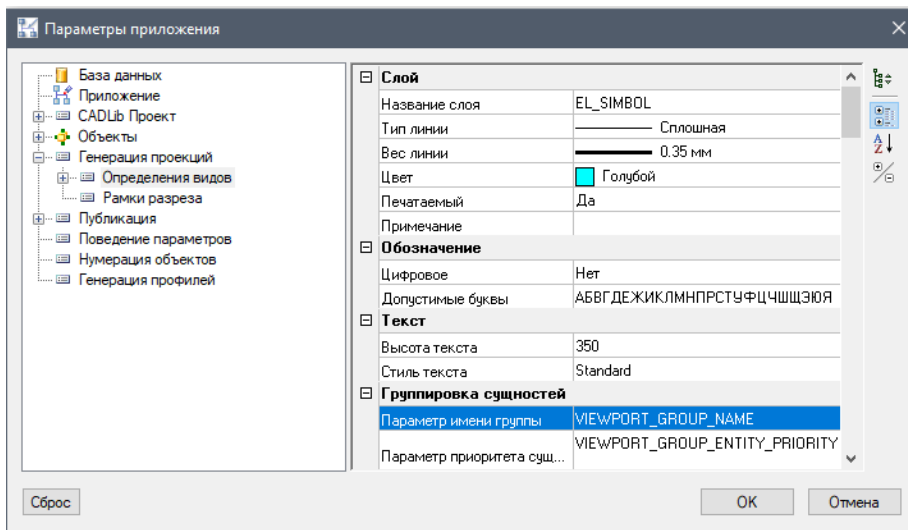 Параметры приложения
База данных
Приложение
CADLib Проект
Объекты
Генерация проекций
Определения видов
Рамки разреза
Публикация
Поведение параметров
Нумерация объектов
Генерация профилей
Слой
Название слоя EL_SIMBOL
Тип линии Сплошная
Вес линии 0.35 мм
Цвет Голубой
Печатаемый Да
Примечание
Обозначение
Цифровое Нет
Допустимые буквы АБВГДЕЖИКЛМНПРСТУФЦЧШЩЭЮЯ
Текст
Высота текста 350
Стиль текста Standard
Группировка сущностей
Параметр имени группы VIEWPORT_GROUP_NAME
Параметр приоритета сущ... VIEWPORT_GROUP_ENTITY_PRIORITY
Сброс OK Отмена